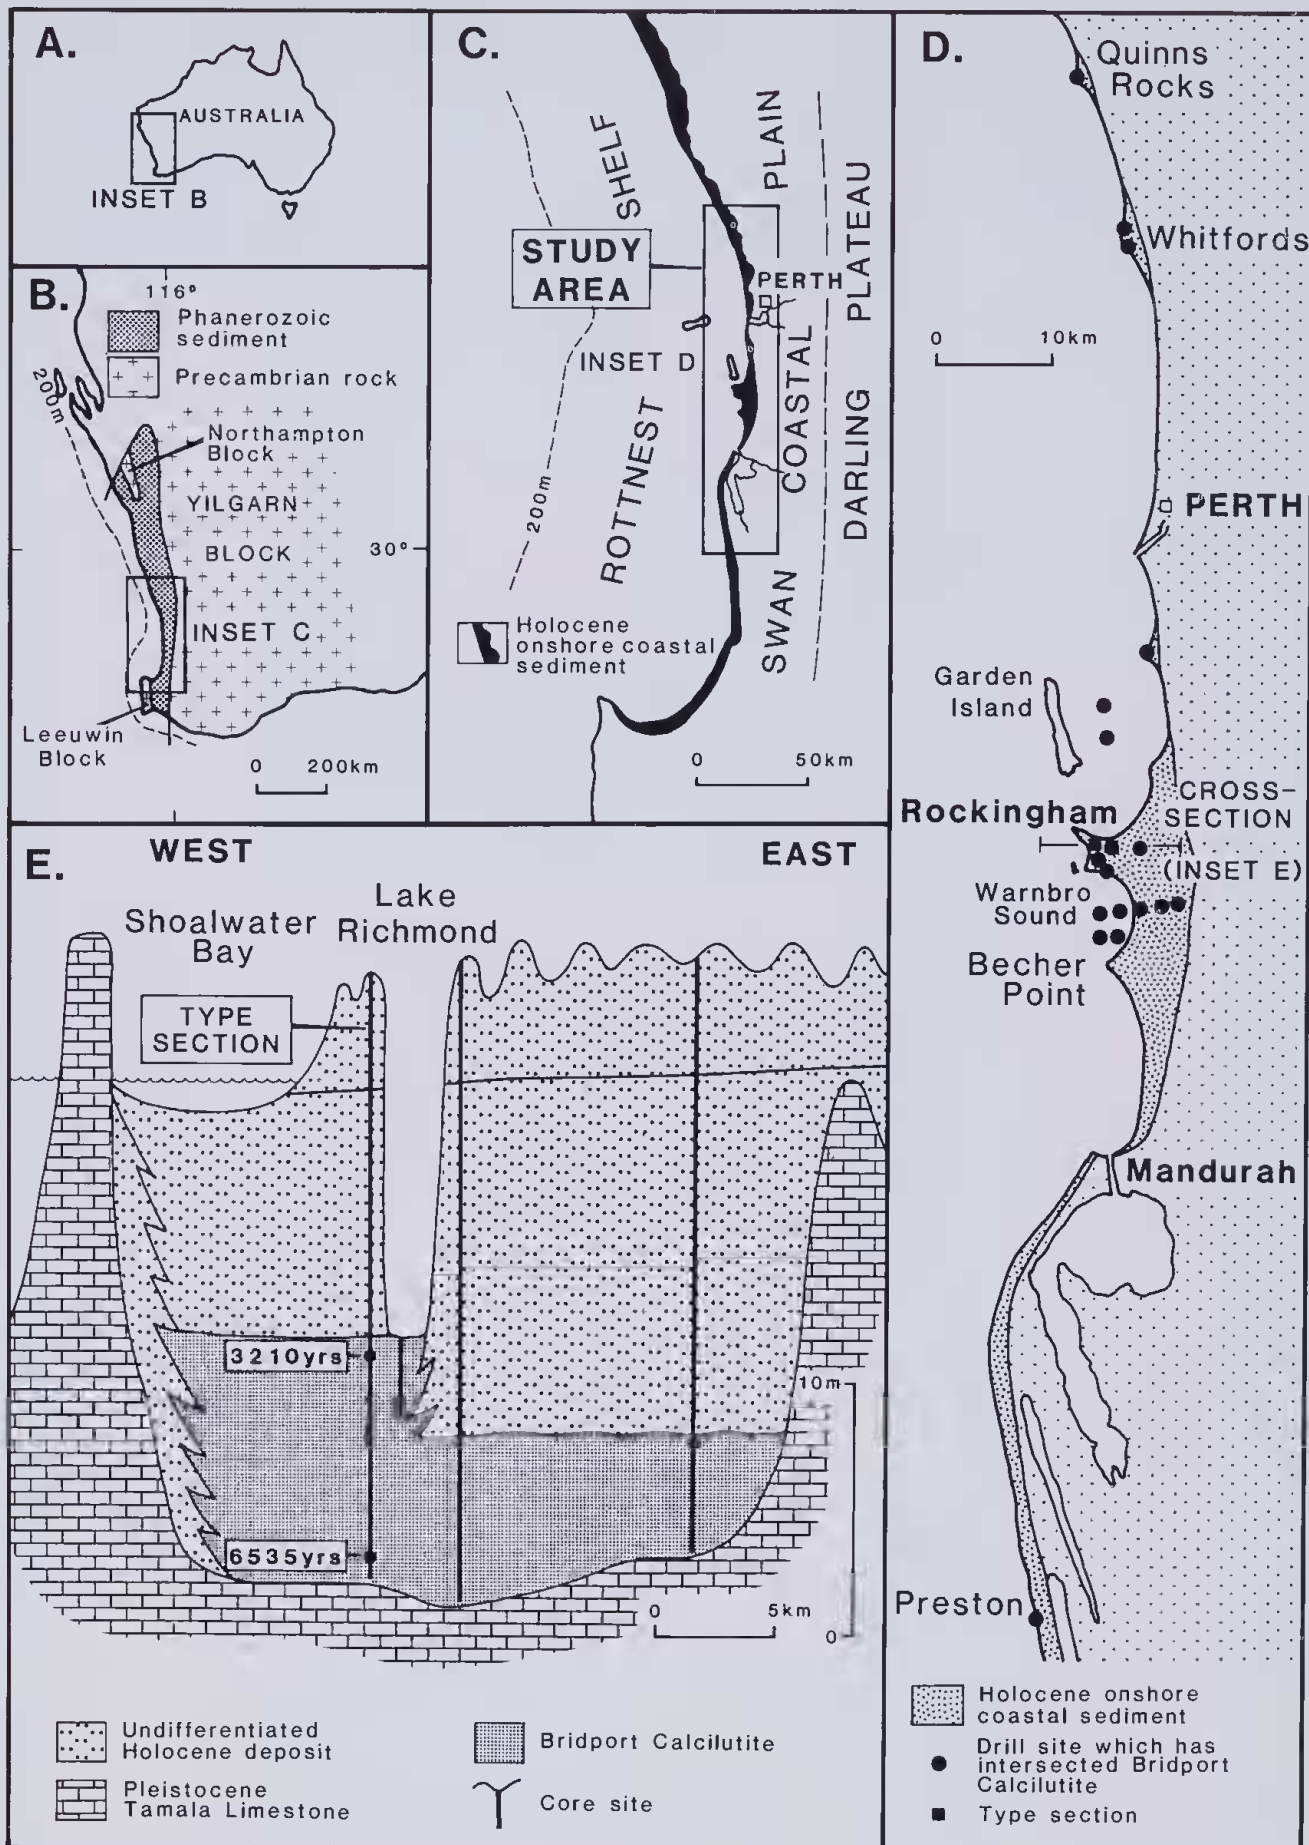 A.
AUSTRALIA
INSET B
B.
116°
Phanerozoic
sediment
Precambrian rock
200m
Northampton
Block
YILGARN
BLOCK
30°
INSET C
Leeuwin
Block
0 200km
C.
SHELF
PLAIN
STUDY
AREA
PERTH
PLATEAU
INSET D
COASTAL
ROTTNEST
200m
DARLING
SWAN
Holocene
onshore coastal
sediment
0 50km
D.
Quinns
Rocks
Whitfords
0 10km
PERTH
Garden
Island
CROSS-
SECTION
Rockingham
(INSET E)
Warnbro
Sound
Becher
Point
Mandurah
Preston
Holocene onshore
coastal sediment
Drill site which has
intersected Bridport
Calcilutite
Type section
E.
WEST
EAST
Shoalwater
Bay
Lake
Richmond
TYPE
SECTION
3210yrs
10m
6535yrs
0 5km
0
Undifferentiated
Holocene deposit
Bridport Calcilutite
Pleistocene
Tamala Limestone
Core site